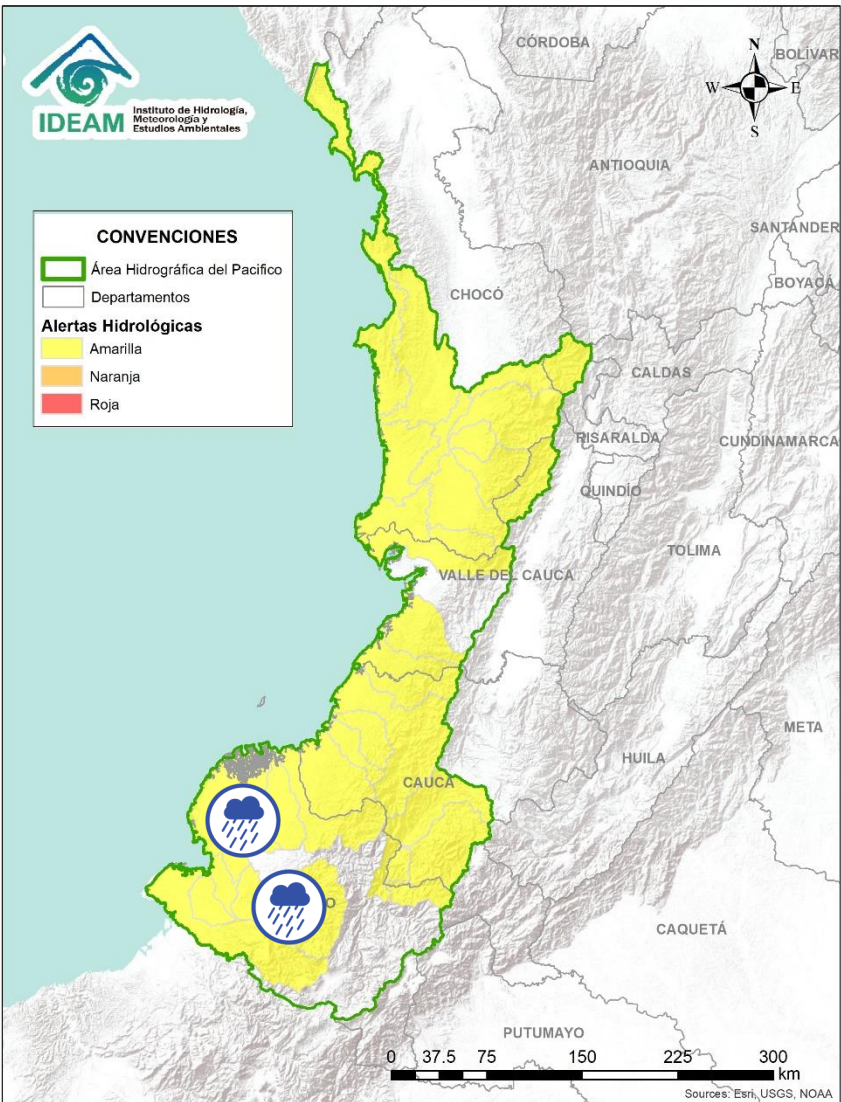 IDEAM
Instituto de Hidrología,
Meteorología y
Estudios Ambientales
CÓRDOBA
N
BOLÍVAR
W
E
S
ANTIOQUIA
SANTANDER
CONVENCIONES
Área Hidrográfica del Pacifico
Departamentos
Alertas Hidrológicas
Amarilla
Naranja
Roja
BOYACÁ
CHOCÓ
CALDAS
RISARALDA
CUNDINAMARCA
QUINDÍO
TOLIMA
VALLE DEL CAUCA
META
HUILA
CAUCA
O
CAQUETÁ
PUTUMAYO
0 37.5 75 150 225 300
km
Sources: Esri, USGS, NOAA